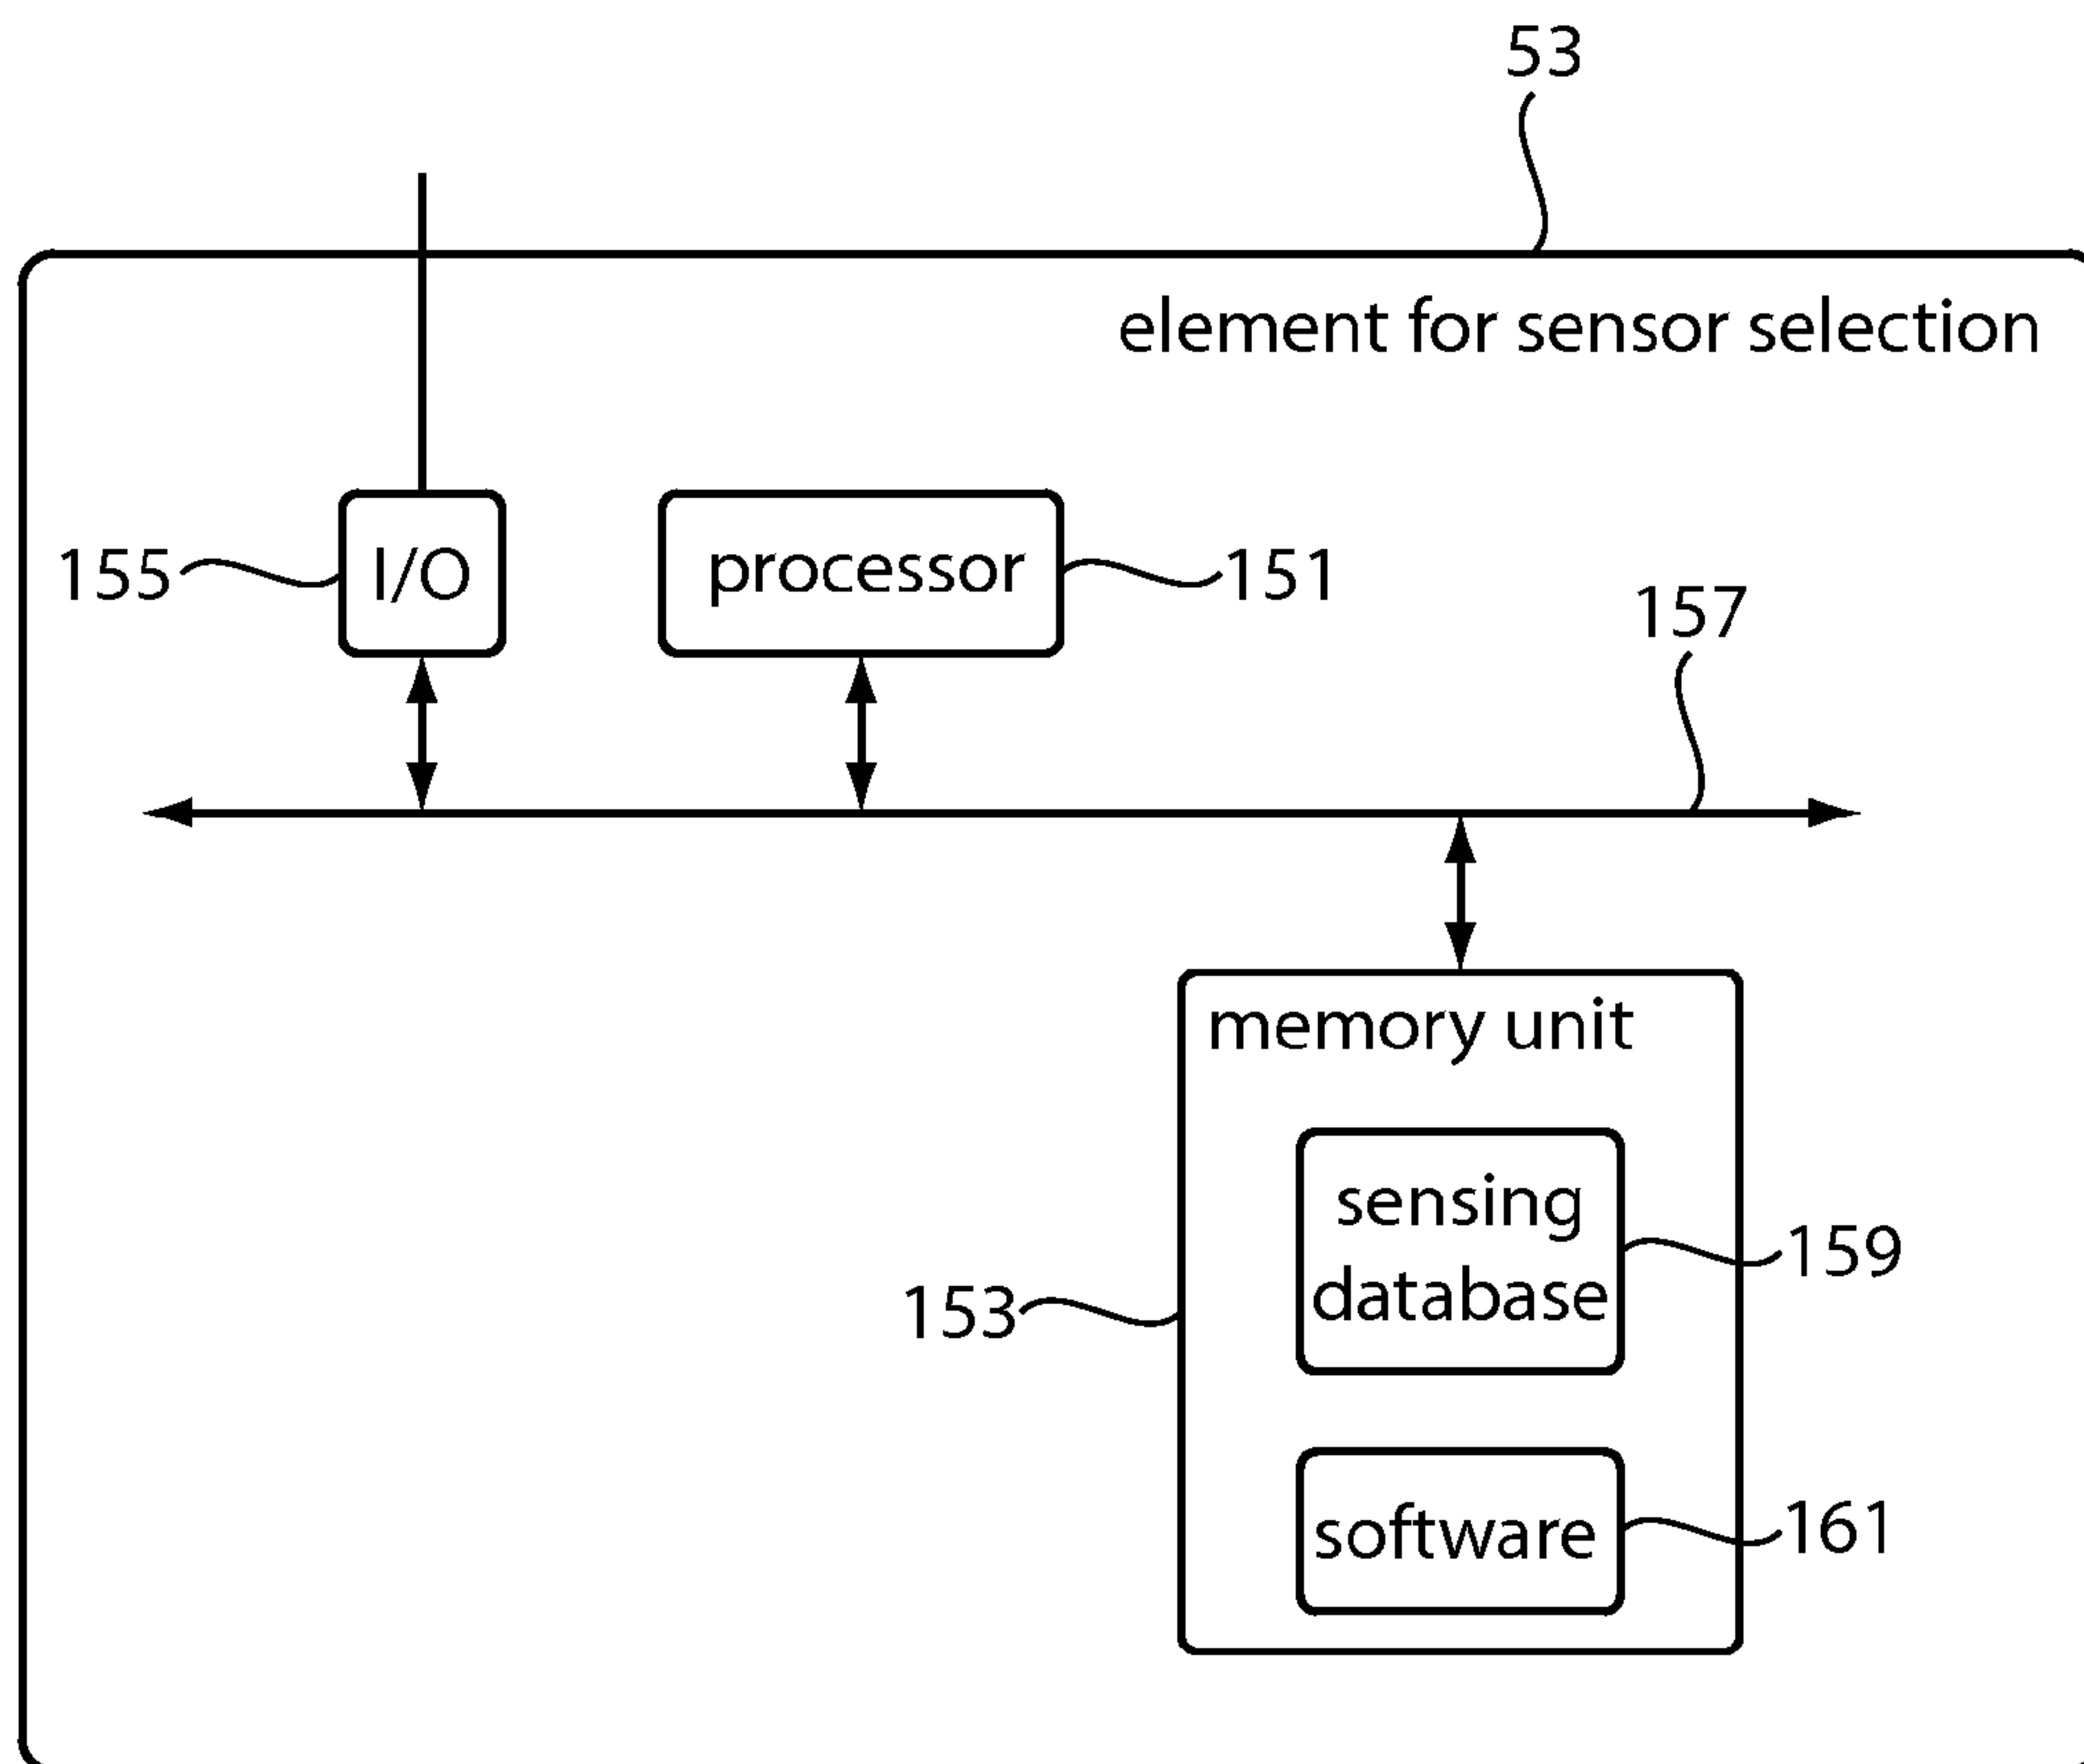 53
element for sensor selection
155
I/O
processor
151
157
memory unit
sensing
database
159
153
software
161